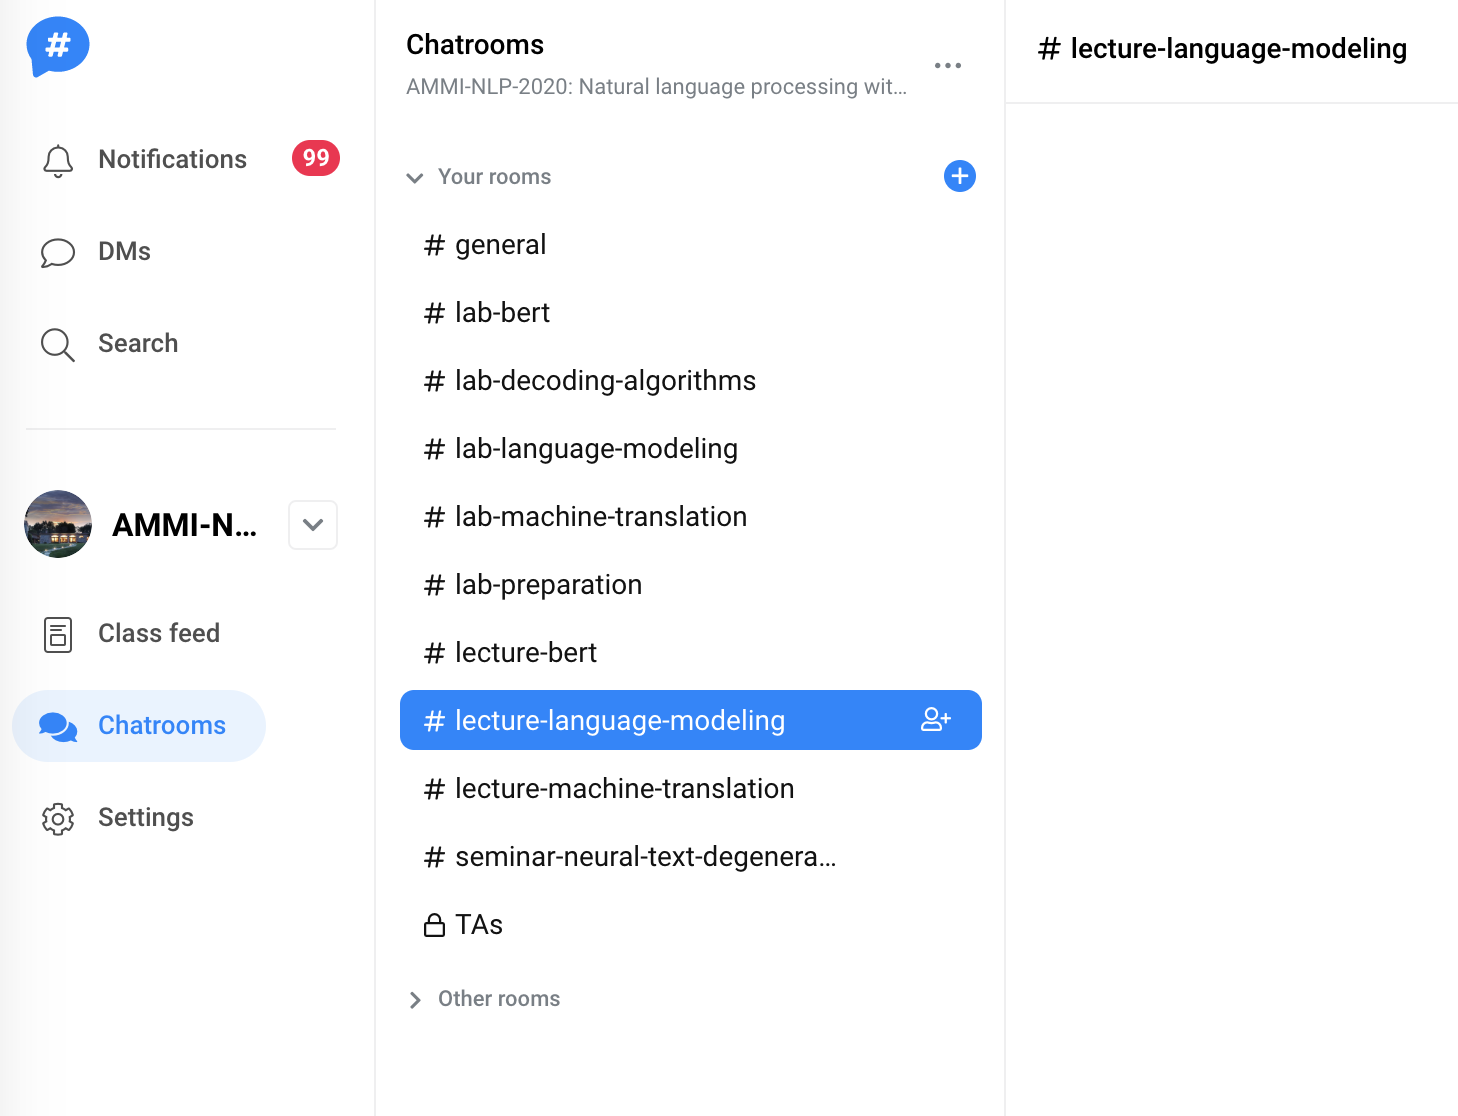 #
Notifications
99
DMs
Search
AMMI-N...
Class feed
Chatrooms
Settings
Chatrooms
AMMI-NLP-2020: Natural language processing wit...
Your rooms
# general
# lab-bert
# lab-decoding-algorithms
# lab-language-modeling
# lab-machine-translation
# lab-preparation
# lecture-bert
# lecture-language-modeling
# lecture-machine-translation
# seminar-neural-text-degenera...
TAs
Other rooms
# lecture-language-modeling